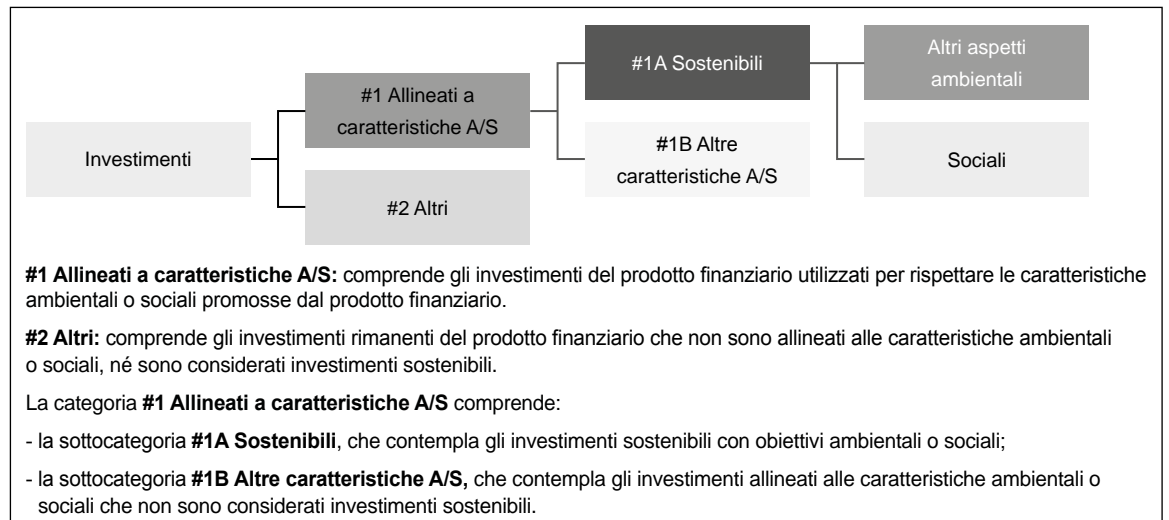 Investimenti
#1 Allineati a
caratteristiche A/S
#2 Altri
#1A Sostenibili
#1B Altre
caratteristiche A/S
Altri aspetti
ambientali
Sociali
#1 Allineati a caratteristiche A/S: comprende gli investimenti del prodotto finanziario utilizzati per rispettare le caratteristiche
ambientali o sociali promosse dal prodotto finanziario.
#2 Altri: comprende gli investimenti rimanenti del prodotto finanziario che non sono allineati alle caratteristiche ambientali
o sociali, né sono considerati investimenti sostenibili.
La categoria #1 Allineati a caratteristiche A/S comprende:
- la sottocategoria #1A Sostenibili, che contempla gli investimenti sostenibili con obiettivi ambientali o sociali;
- la sottocategoria #1B Altre caratteristiche A/S, che contempla gli investimenti allineati alle caratteristiche ambientali o
sociali che non sono considerati investimenti sostenibili.